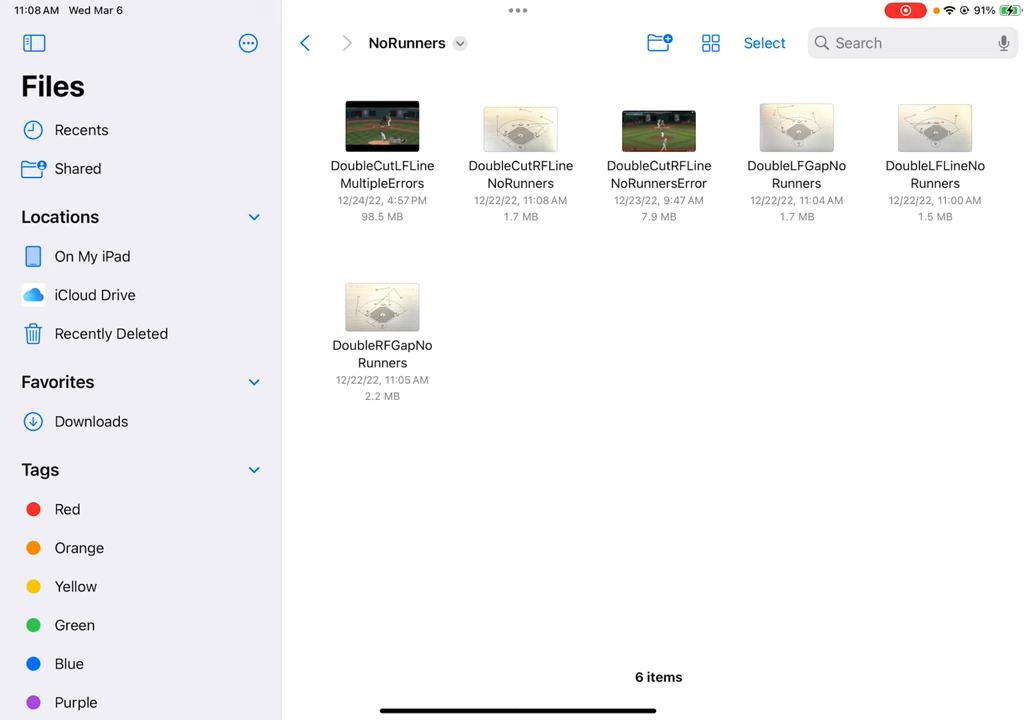 11:08 AM Wed Mar 6
91%
NoRunners
Select
Search
Files
Recents
Shared
Locations
On My iPad
iCloud Drive
Recently Deleted
Favorites
Downloads
Tags
Red
Orange
Yellow
Green
Blue
Purple
DoubleCutLFLine
MultipleErrors
12/24/22, 4:57 PM
98.5 MB
DoubleCutRFLine
NoRunners
12/22/22, 11:08 AM
1.7 MB
DoubleCutRFLine
NoRunnersError
12/23/22, 9:47 AM
7.9 MB
DoubleLFGapNo
Runners
12/22/22, 11:04 AM
1.7 MB
DoubleLFLineNo
Runners
12/22/22, 11:00 AM
1.5 MB
DoubleRFGapNo
Runners
12/22/22, 11:05 AM
2.2 MB
6 items